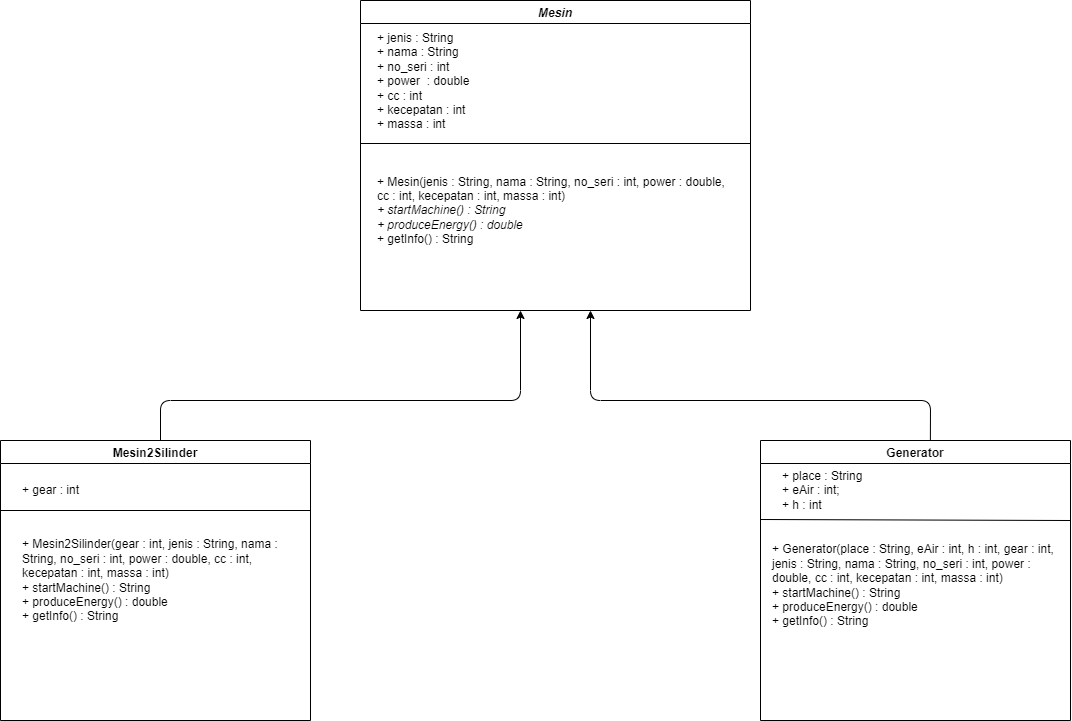 Mesin
+ jenis : String
+ nama : String
+ no_seri : int
+ power  : double
+ cc : int
+ kecepatan : int
+ massa : int
+ Mesin(jenis : String, nama : String, no_seri : int, power : double,
cc : int, kecepatan : int, massa : int)
+ startMachine() : String
+ produceEnergy() : double
+ getInfo() : String
Mesin2Silinder
+ gear : int
+ Mesin2Silinder(gear : int, jenis : String, nama :
String, no_seri : int, power : double, cc : int,
kecepatan : int, massa : int)
+ startMachine() : String
+ produceEnergy() : double
+ getInfo() : String
Generator
+ place : String
+ eAir : int;
+ h : int
+ Generator(place : String, eAir : int, h : int, gear : int,
jenis : String, nama : String, no_seri : int, power :
double, cc : int, kecepatan : int, massa : int)
+ startMachine() : String
+ produceEnergy() : double
+ getInfo() : String